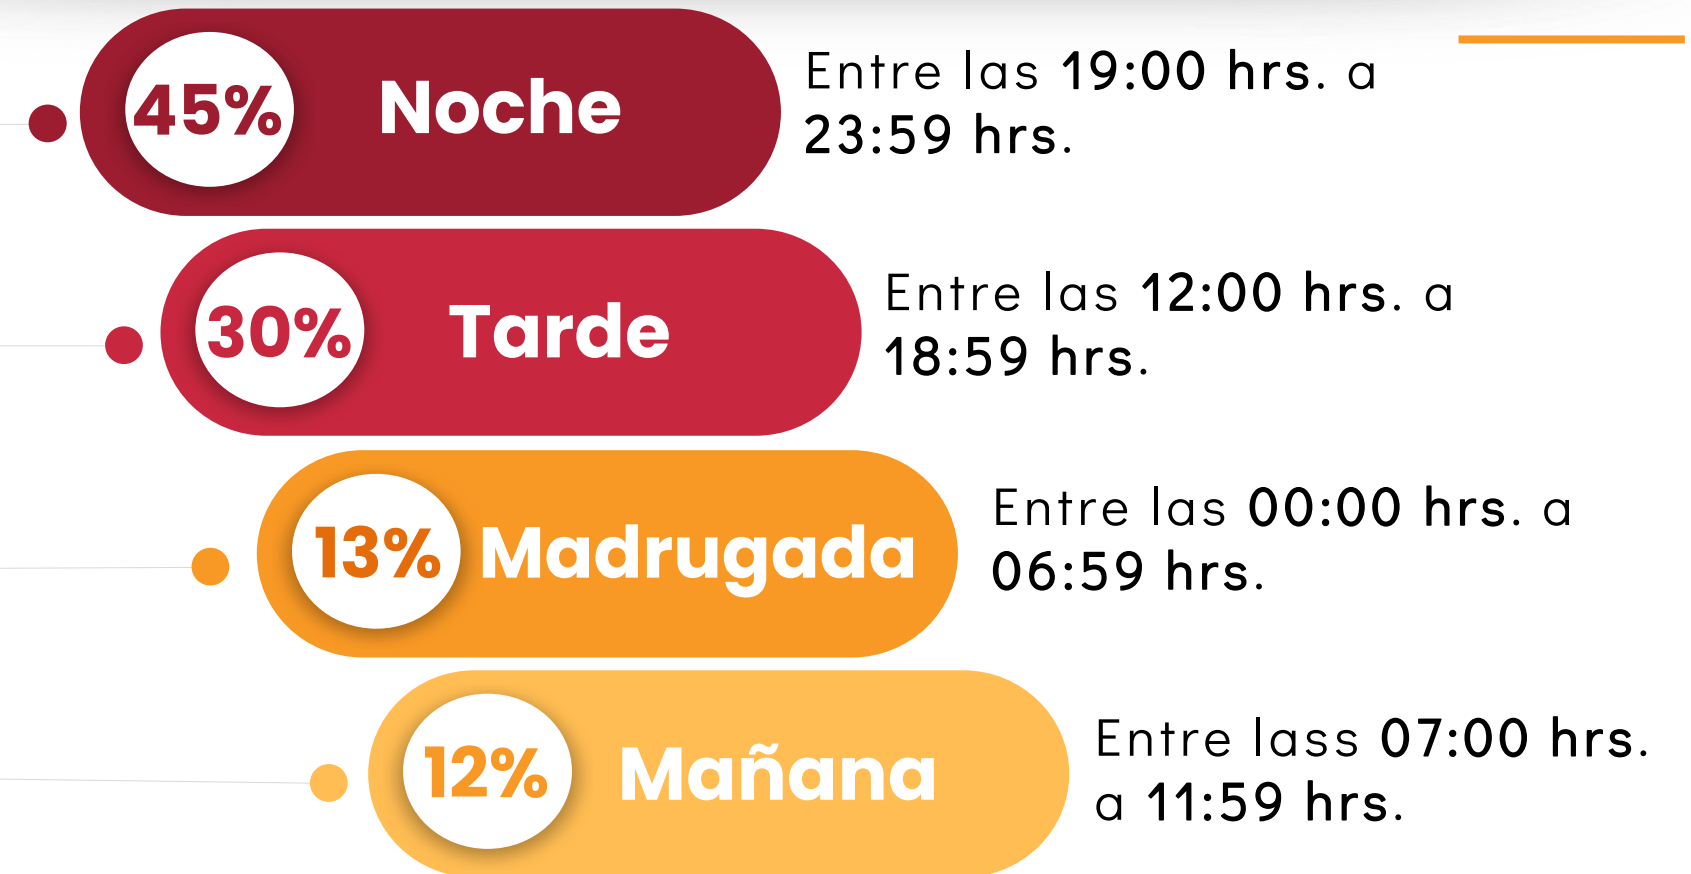 45% Noche
Entre las 19:00 hrs. a
23:59 hrs.
30% Tarde
Entre las 12:00 hrs. a
18:59 hrs.
13% Madrugada
Entre las 00:00 hrs. a
06:59 hrs.
12% Mañana
Entre lass 07:00 hrs.
a 11:59 hrs.